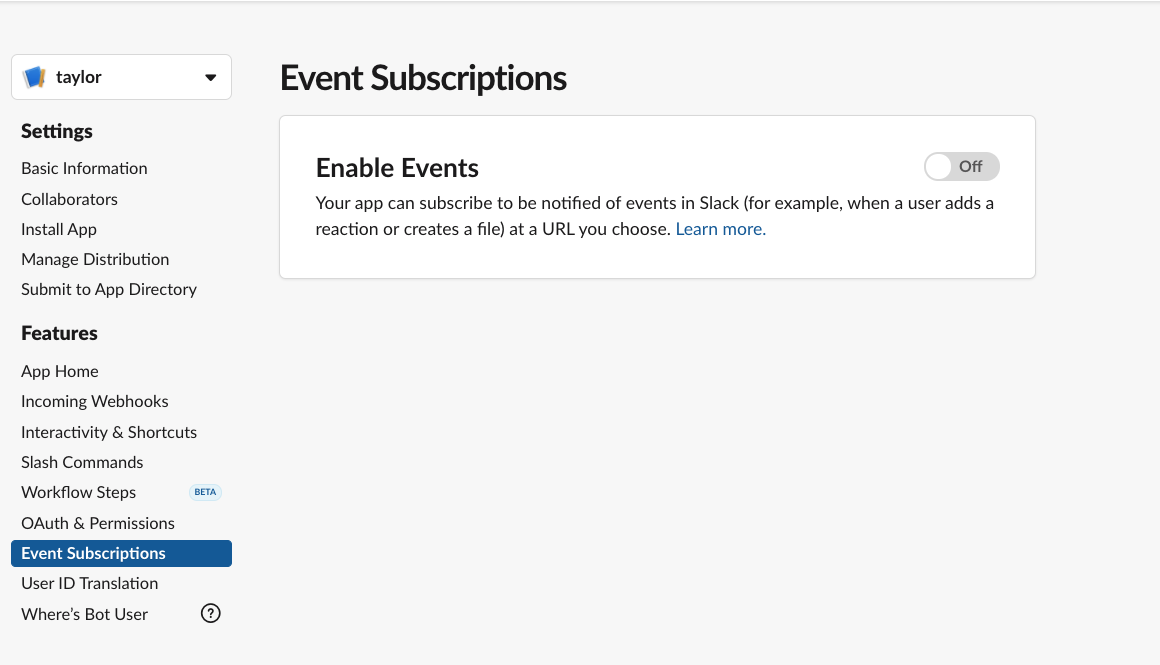 taylor
Settings
Basic Information
Collaborators
Install App
Manage Distribution
Submit to App Directory
Features
App Home
Incoming Webhooks
Interactivity & Shortcuts
Slash Commands
Workflow Steps BETA
OAuth & Permissions
Event Subscriptions
User ID Translation
Where’s Bot User ?
Event Subscriptions
Enable Events Off
Your app can subscribe to be notified of events in Slack (for example, when a user adds a
reaction or creates a file) at a URL you choose. Learn more.